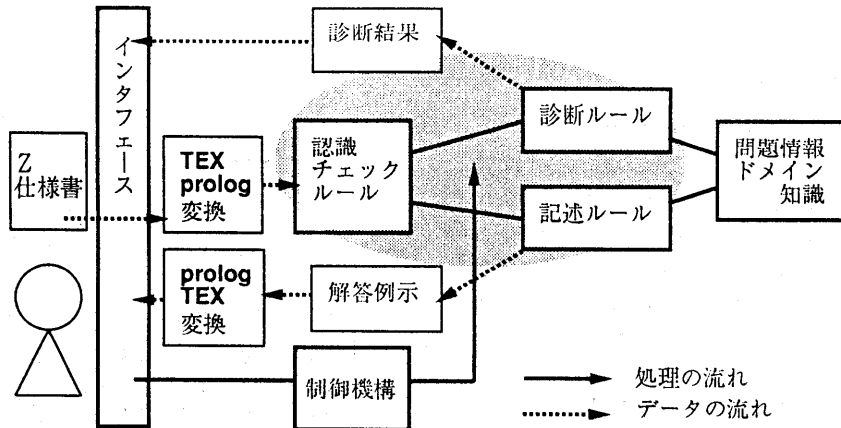 インタフェース
診断結果
診断ルール
Z
仕様書
TEX
prolog
変換
認識
チェック
ルール
問題情報
ドメイン
知識
記述ルール
prolog
TEX
変換
解答例示
制御機構
処理の流れ
データの流れ